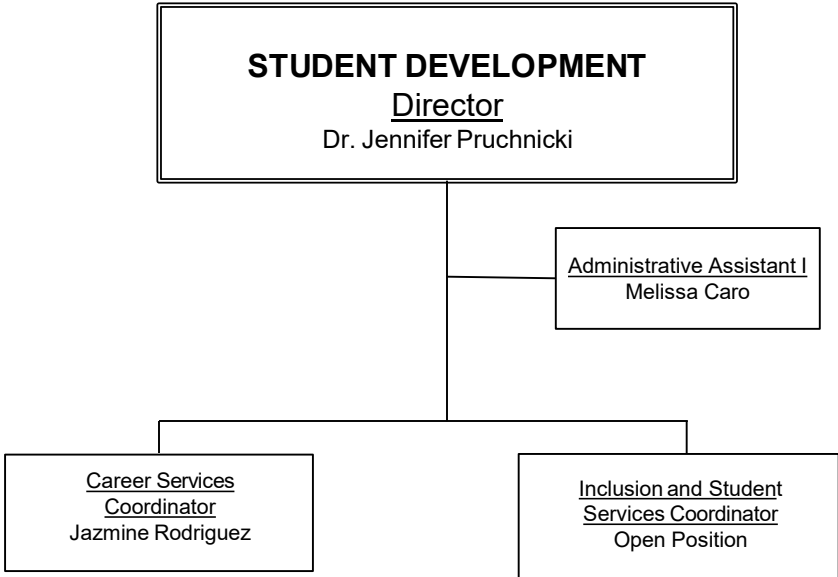 STUDENT DEVELOPMENT
Director
Dr. Jennifer Pruchnicki
Administrative Assistant I
Melissa Caro
Career Services
Coordinator
Jazmine Rodriguez
Inclusion and Student
Services Coordinator
Open Position